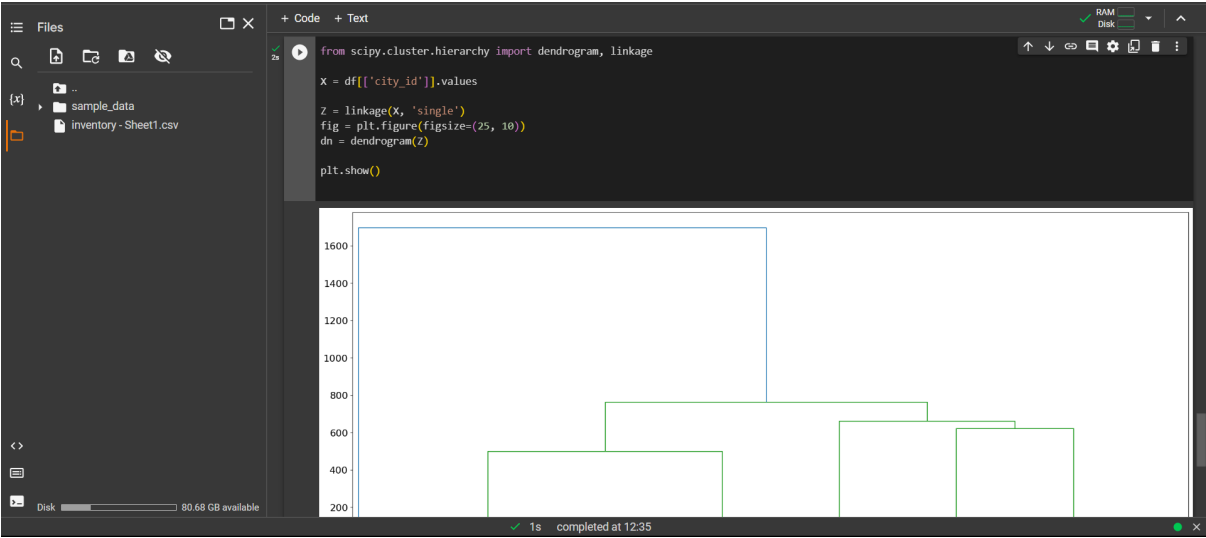 Files
+ Code + Text
RAM
Disk
{x}
..
sample_data
inventory - Sheet1.csv
2s
from scipy.cluster.hierarchy import dendrogram, linkage
X = df[['city_id']].values
Z = linkage(X, 'single')
fig = plt.figure(figsize=(25, 10))
dn = dendrogram(Z)
plt.show()
1600
1400
1200
1000
800
600
400
200
Disk 80.68 GB available
1s completed at 12:35